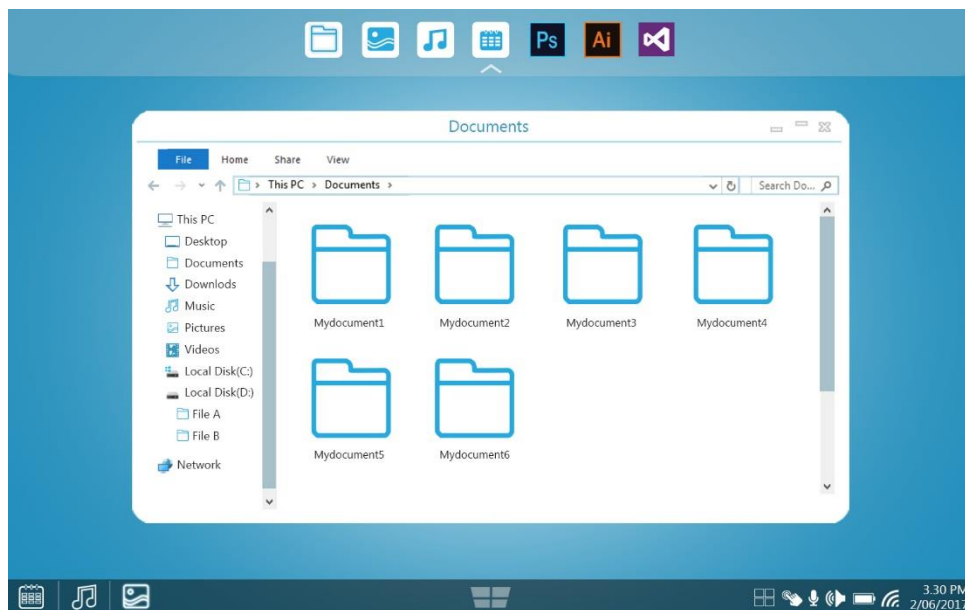 Ps Ai
Documents
File Home Share View
This PC > Documents >
Search Do...
This PC
Desktop
Documents
Downlods
Music
Pictures
Videos
Local Disk(C:)
Local Disk(D:)
File A
File B
Network
Mydocument1 Mydocument2 Mydocument3 Mydocument4
Mydocument5 Mydocument6
3.30 PM
2/06/2017